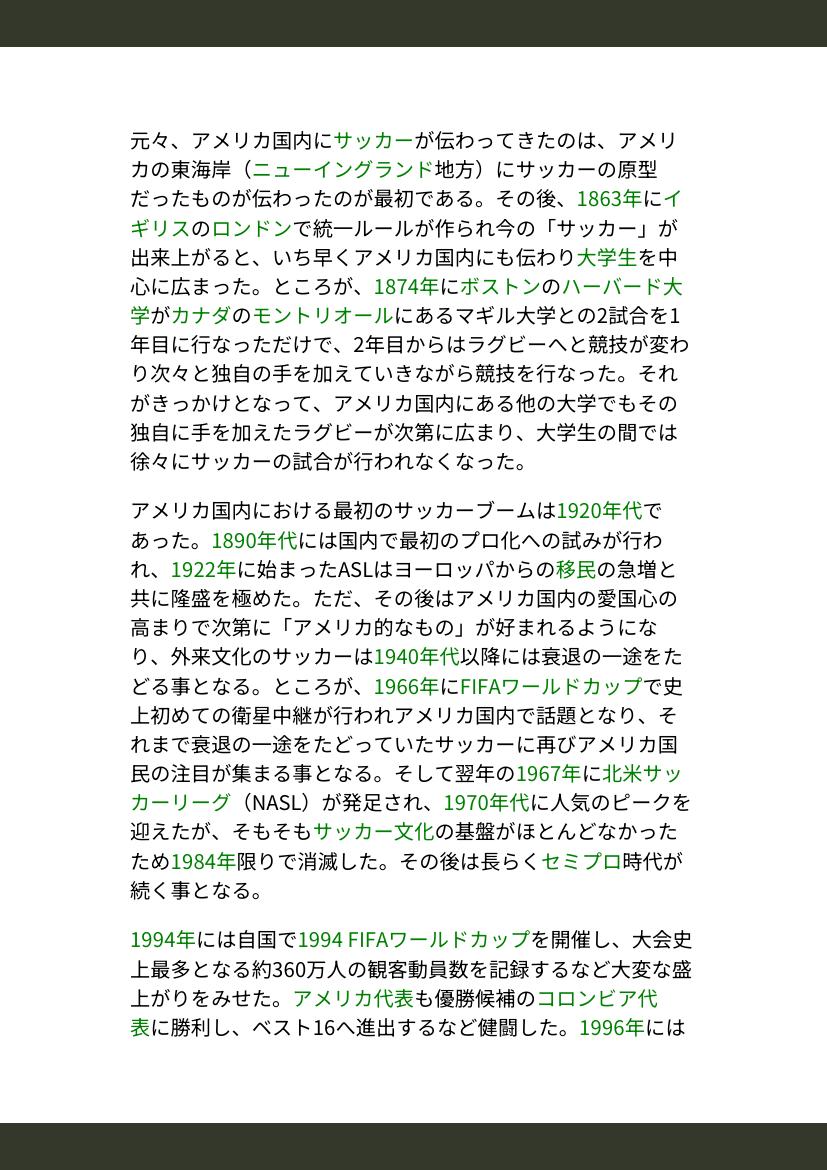 元々、アメリカ国内にサッカーが伝わってきたのは、アメリ
カの東海岸（ニューイングランド地方）にサッカーの原型
だったものが伝わったのが最初である。その後、1863年にイ
ギリスのロンドンで統一ルールが作られ今の「サッカー」が
出来上がると、いち早くアメリカ国内にも伝わり大学生を中
心に広まった。ところが、1874年にボストンのハーバード大
学がカナダのモントリオールにあるマギル大学との2試合を1
年目に行なっただけで、2年目からはラグビーへと競技が変わ
り次々と独自の手を加えていきながら競技を行なった。それ
がきっかけとなって、アメリカ国内にある他の大学でもその
独自に手を加えたラグビーが次第に広まり、大学生の間では
徐々にサッカーの試合が行われなくなった。
アメリカ国内における最初のサッカーブームは1920年代で
あった。1890年代には国内で最初のプロ化への試みが行わ
れ、1922年に始まったASLはヨーロッパからの移民の急増と
共に隆盛を極めた。ただ、その後はアメリカ国内の愛国心の
高まりで次第に「アメリカ的なもの」が好まれるようにな
り、外来文化のサッカーは1940年代以降には衰退の一途をた
どる事となる。ところが、1966年にFIFAワールドカップで史
上初めての衛星中継が行われアメリカ国内で話題となり、そ
れまで衰退の一途をたどっていたサッカーに再びアメリカ国
民の注目が集まる事となる。そして翌年の1967年に北米サッ
カーリーグ（NASL）が発足され、1970年代に人気のピークを
迎えたが、そもそもサッカー文化の基盤がほとんどなかった
ため1984年限りで消滅した。その後は長らくセミプロ時代が
続く事となる。
1994年には自国で1994 FIFAワールドカップを開催し、大会史
上最多となる約360万人の観客動員数を記録するなど大変な盛
上がりをみせた。アメリカ代表も優勝候補のコロンビア代
表に勝利し、ベスト16へ進出するなど健闘した。1996年には